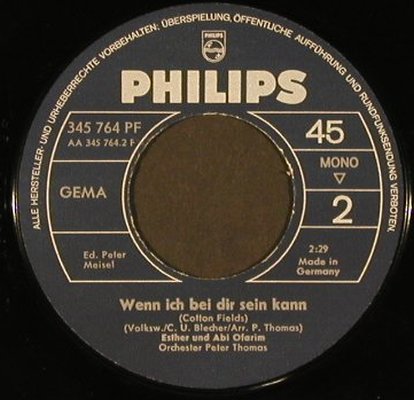 ALLE HERSTELLER- UND URHEBERRECHTE VORBEHALTEN; ÜBERSPIELUNG, ÖFFENTLICHE AUFFÜHRUNG UND RUNDFUNKSENDUNG VERBOTEN.
PHILIPS
PHILIPS
345 764 PF
AA 345 764.2 F
45
MONO
GEMA
2
Ed. Peter
Meisel
2:29
Made in
Germany
Wenn ich bei dir sein kann
(Cotton Fields)
(Volksw./C. U. Blecher/Arr. P. Thomas)
Esther und Abi Ofarim
Orchester Peter Thomas